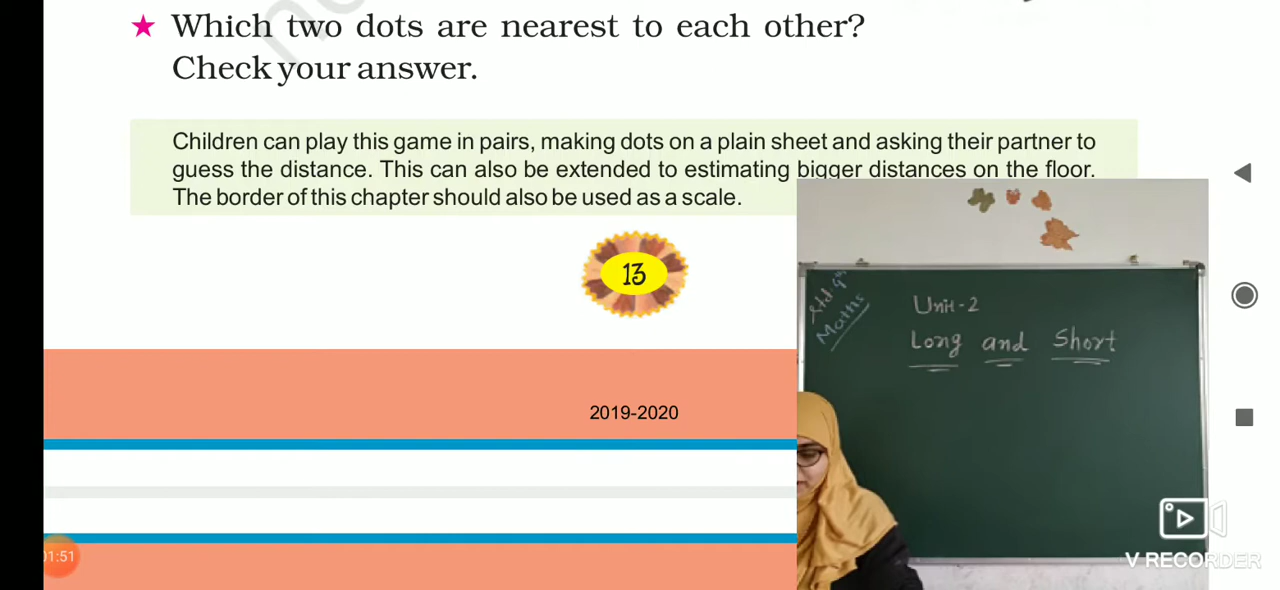 ★ Which two dots are nearest to each other?
Check your answer.
Children can play this game in pairs, making dots on a plain sheet and asking their partner to
guess the distance. This can also be extended to estimating bigger distances on the floor.
The border of this chapter should also be used as a scale.
13
Std-4th
Maths
Unit-2
Long and Short
2019-2020
01:51
V RECORDER